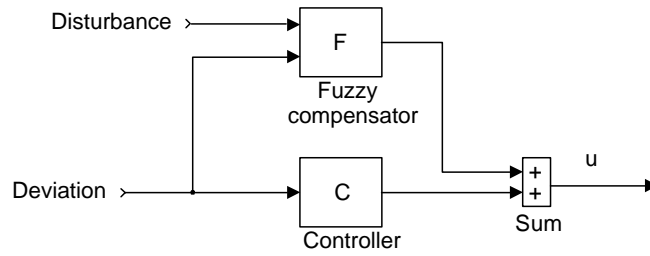 Disturbance
F
Fuzzy
compensator
Deviation
C
Controller
+
+
Sum
u